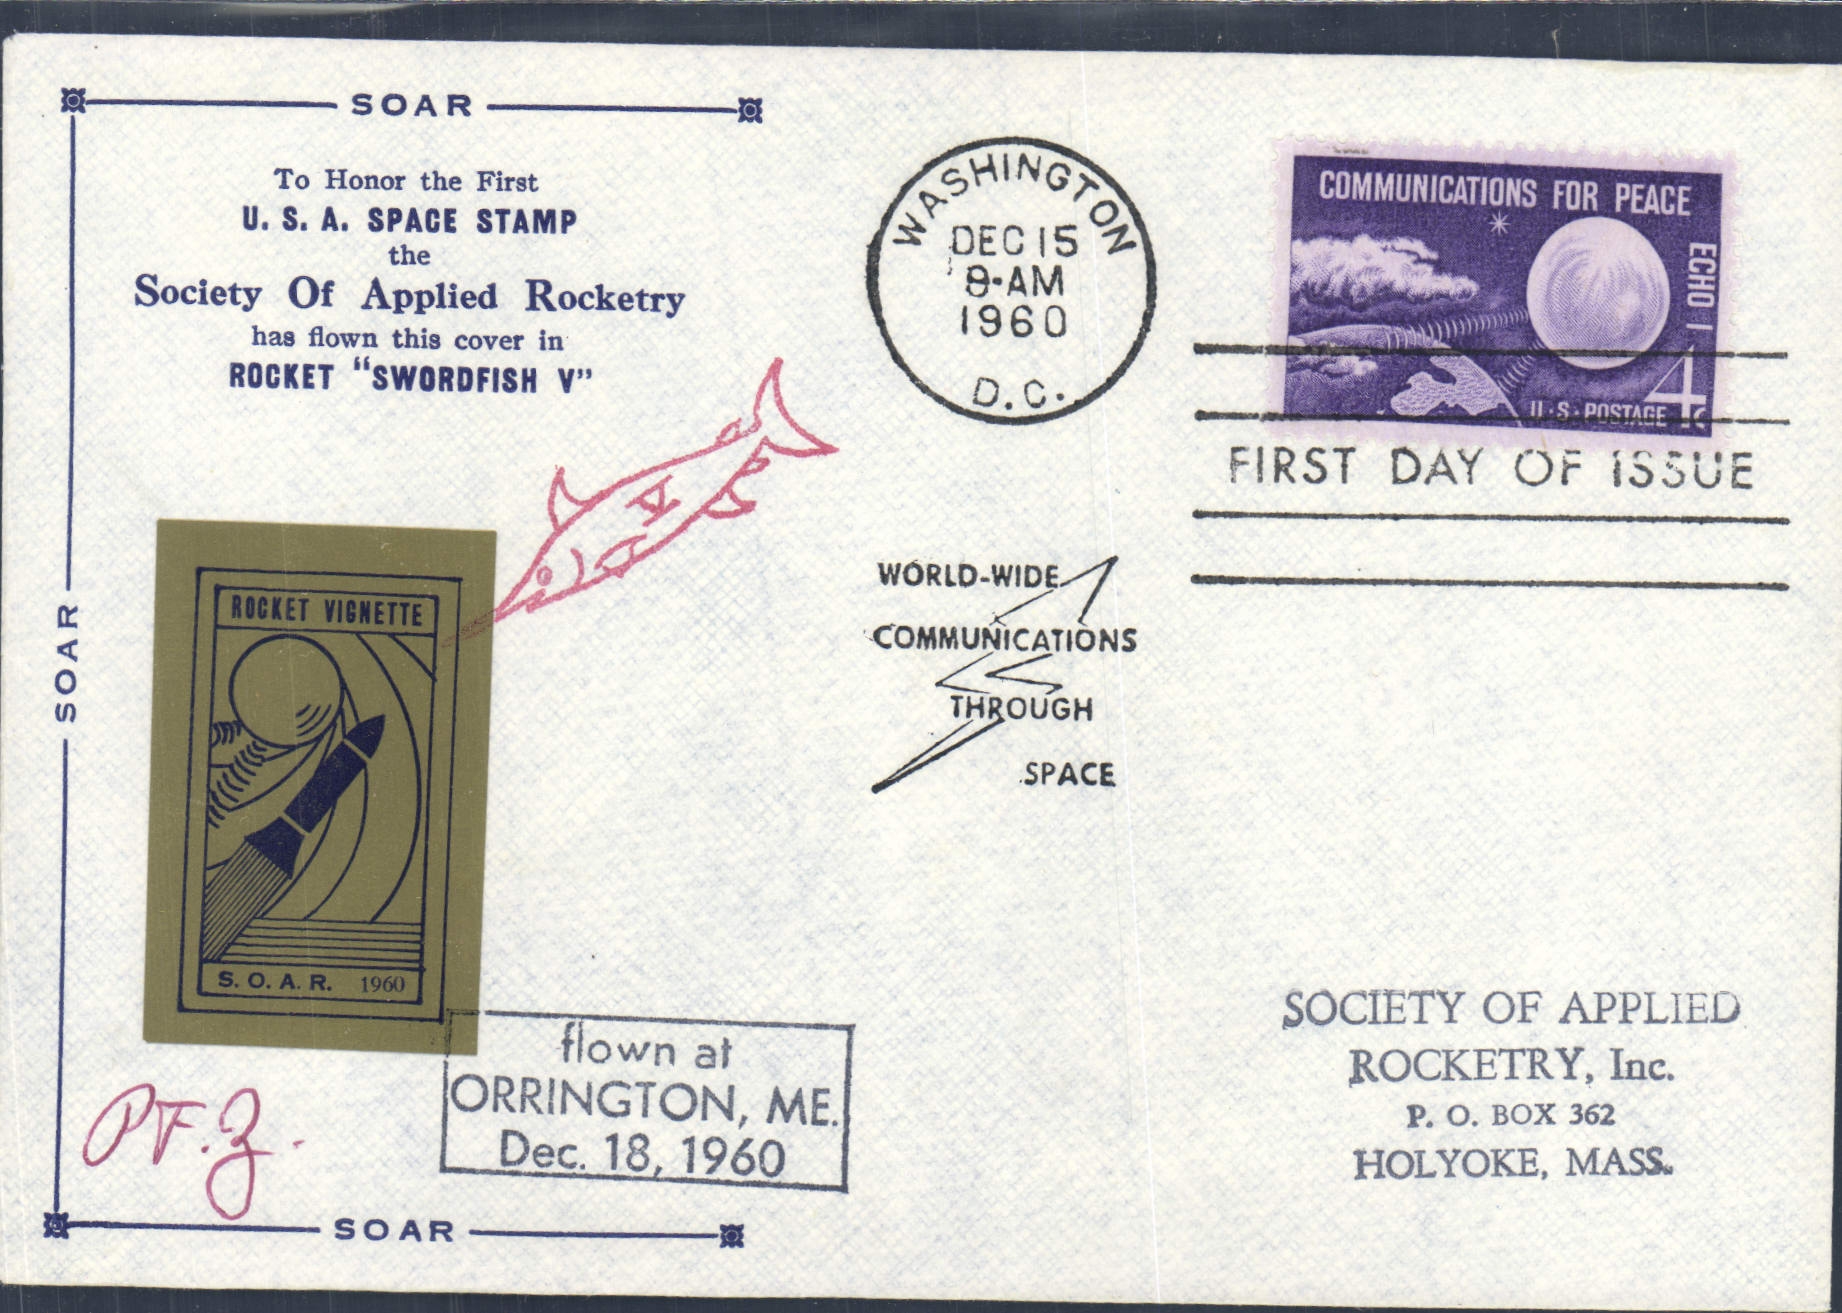 SOAR
To Honor the First
U. S. A. SPACE STAMP
the
Society Of Applied Rocketry
has flown this cover in
ROCKET "SWORDFISH V"
SOAR
V
ROCKET VIGNETTE
S. O. A. R. 1960
flown at
ORRINGTON, ME.
Dec. 18, 1960
P.F.Z.
SOAR
WASHINGTON
DEC 15
9-AM
1960
D.C.
COMMUNICATIONS FOR PEACE
ECHO I
4c
U·S·POSTAGE
FIRST DAY OF ISSUE
WORLD-WIDE
COMMUNICATIONS
THROUGH
SPACE
SOCIETY OF APPLIED
ROCKETRY, Inc.
P. O. BOX 362
HOLYOKE, MASS.